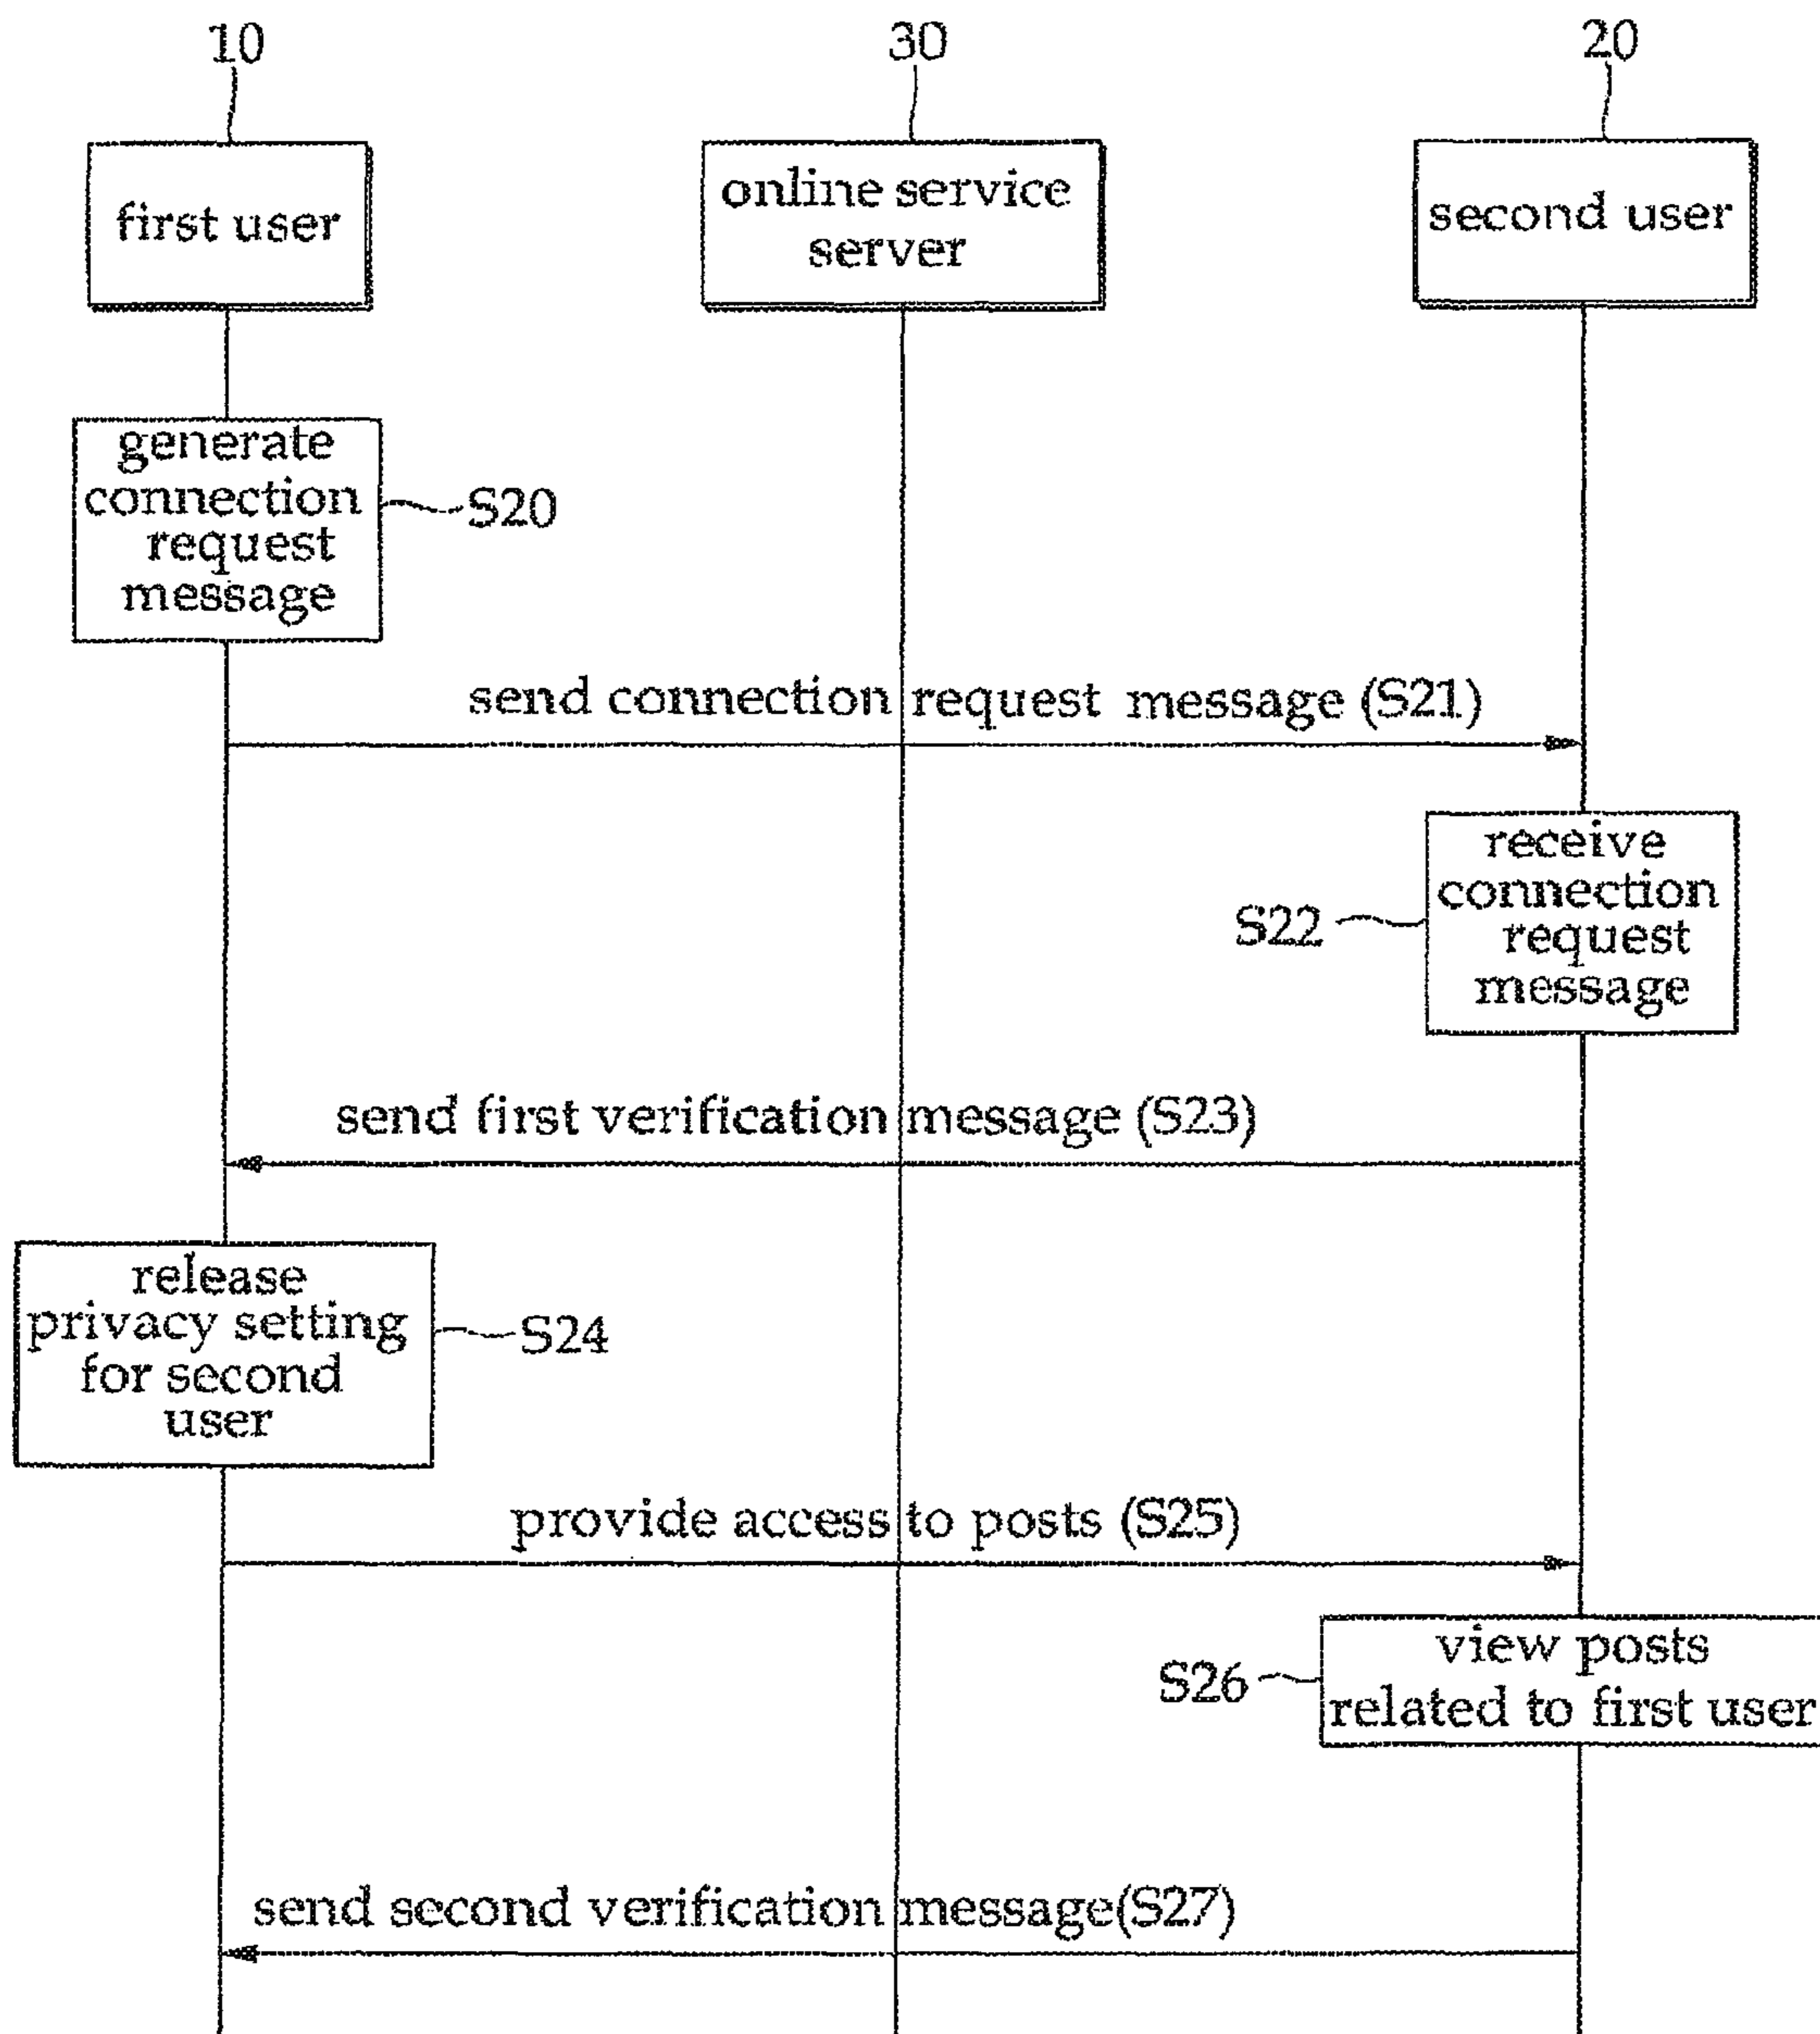 10
30
20
first user
online service
server
second user
generate
connection
request
message
S20
send connection request message (S21)
receive
connection
request
message
S22
send first verification message (S23)
release
privacy setting
for second
user
S24
provide access to posts (S25)
view posts
related to first user
S26
send second verification message(S27)